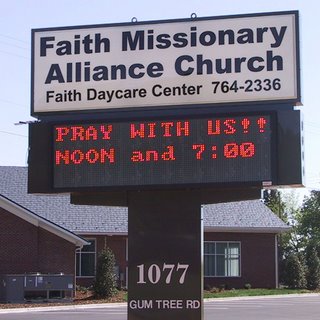 Faith Missionary
Alliance Church
Faith Daycare Center 764-2336
PRAY WITH US!!
NOON and 7:00
1077
GUM TREE RD